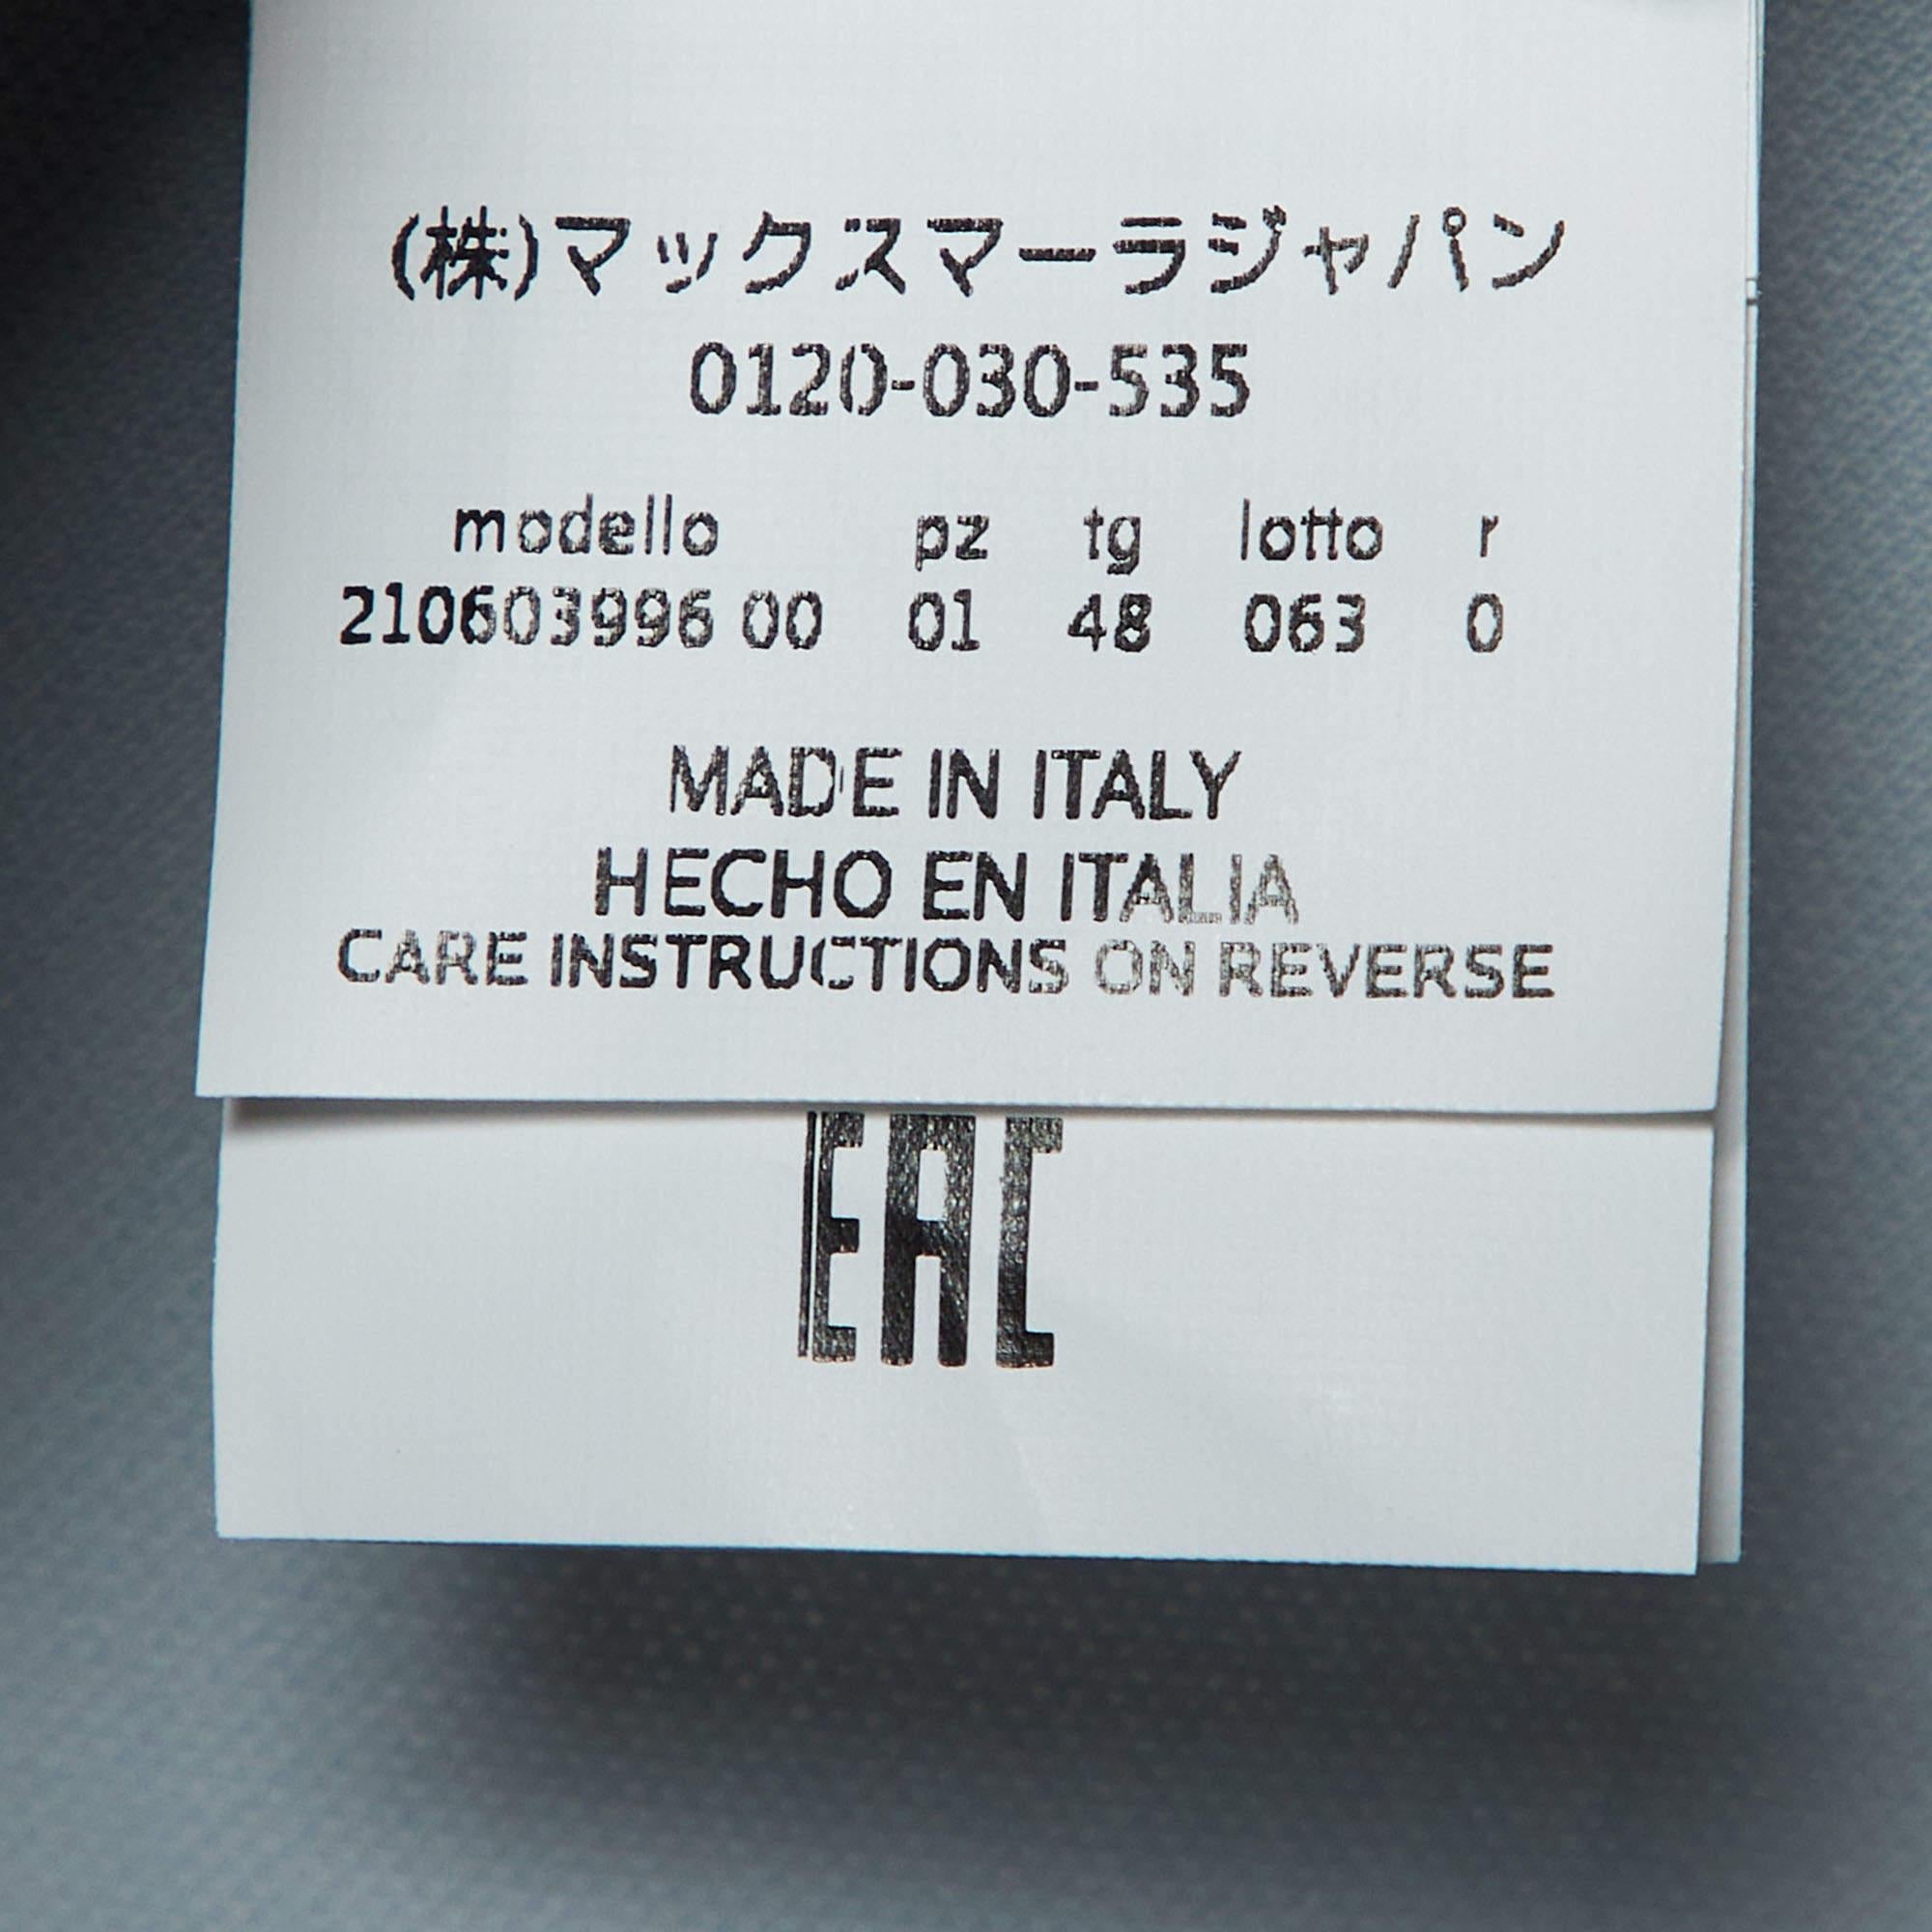 (株)マックスマーラジャパン
0120-030-535
modello pz tg lotto r
210603996 00 01 48 063 0
MADE IN ITALY
HECHO EN ITALIA
CARE INSTRUCTIONS ON REVERSE
EAC